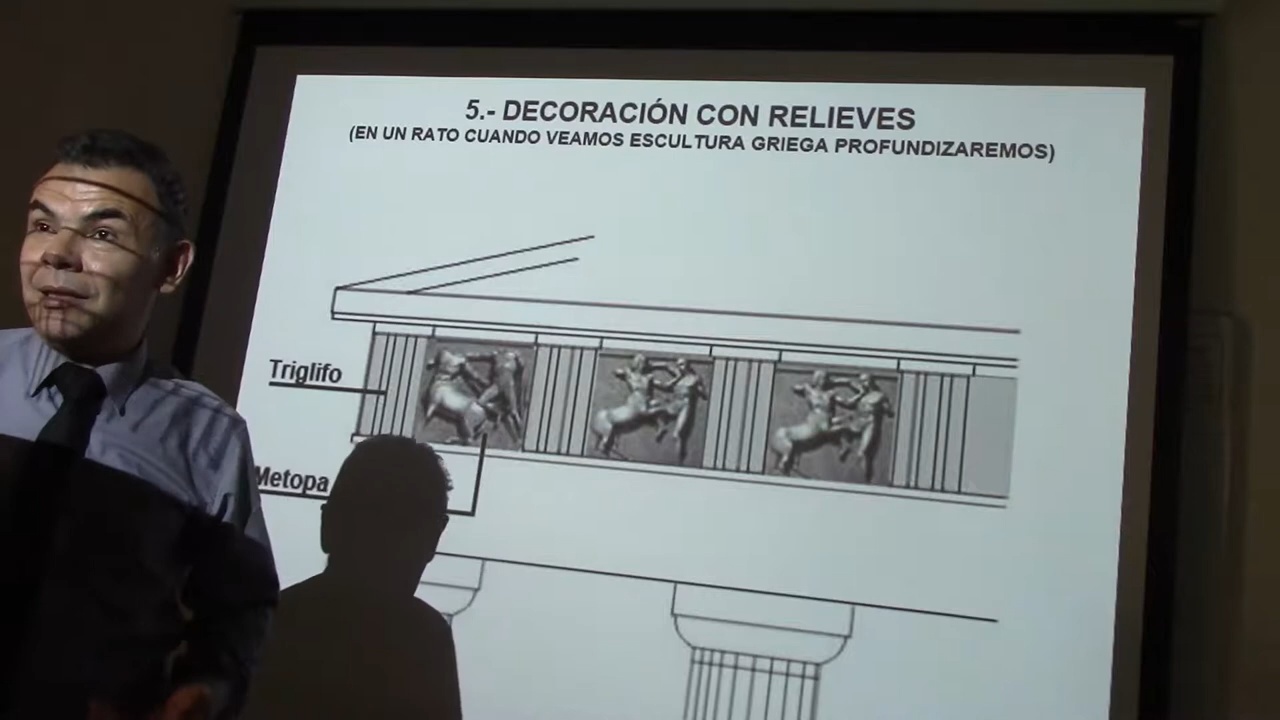 5.- DECORACIÓN CON RELIEVES
(EN UN RATO CUANDO VEAMOS ESCULTURA GRIEGA PROFUNDIZAREMOS)
Triglifo
Metopa